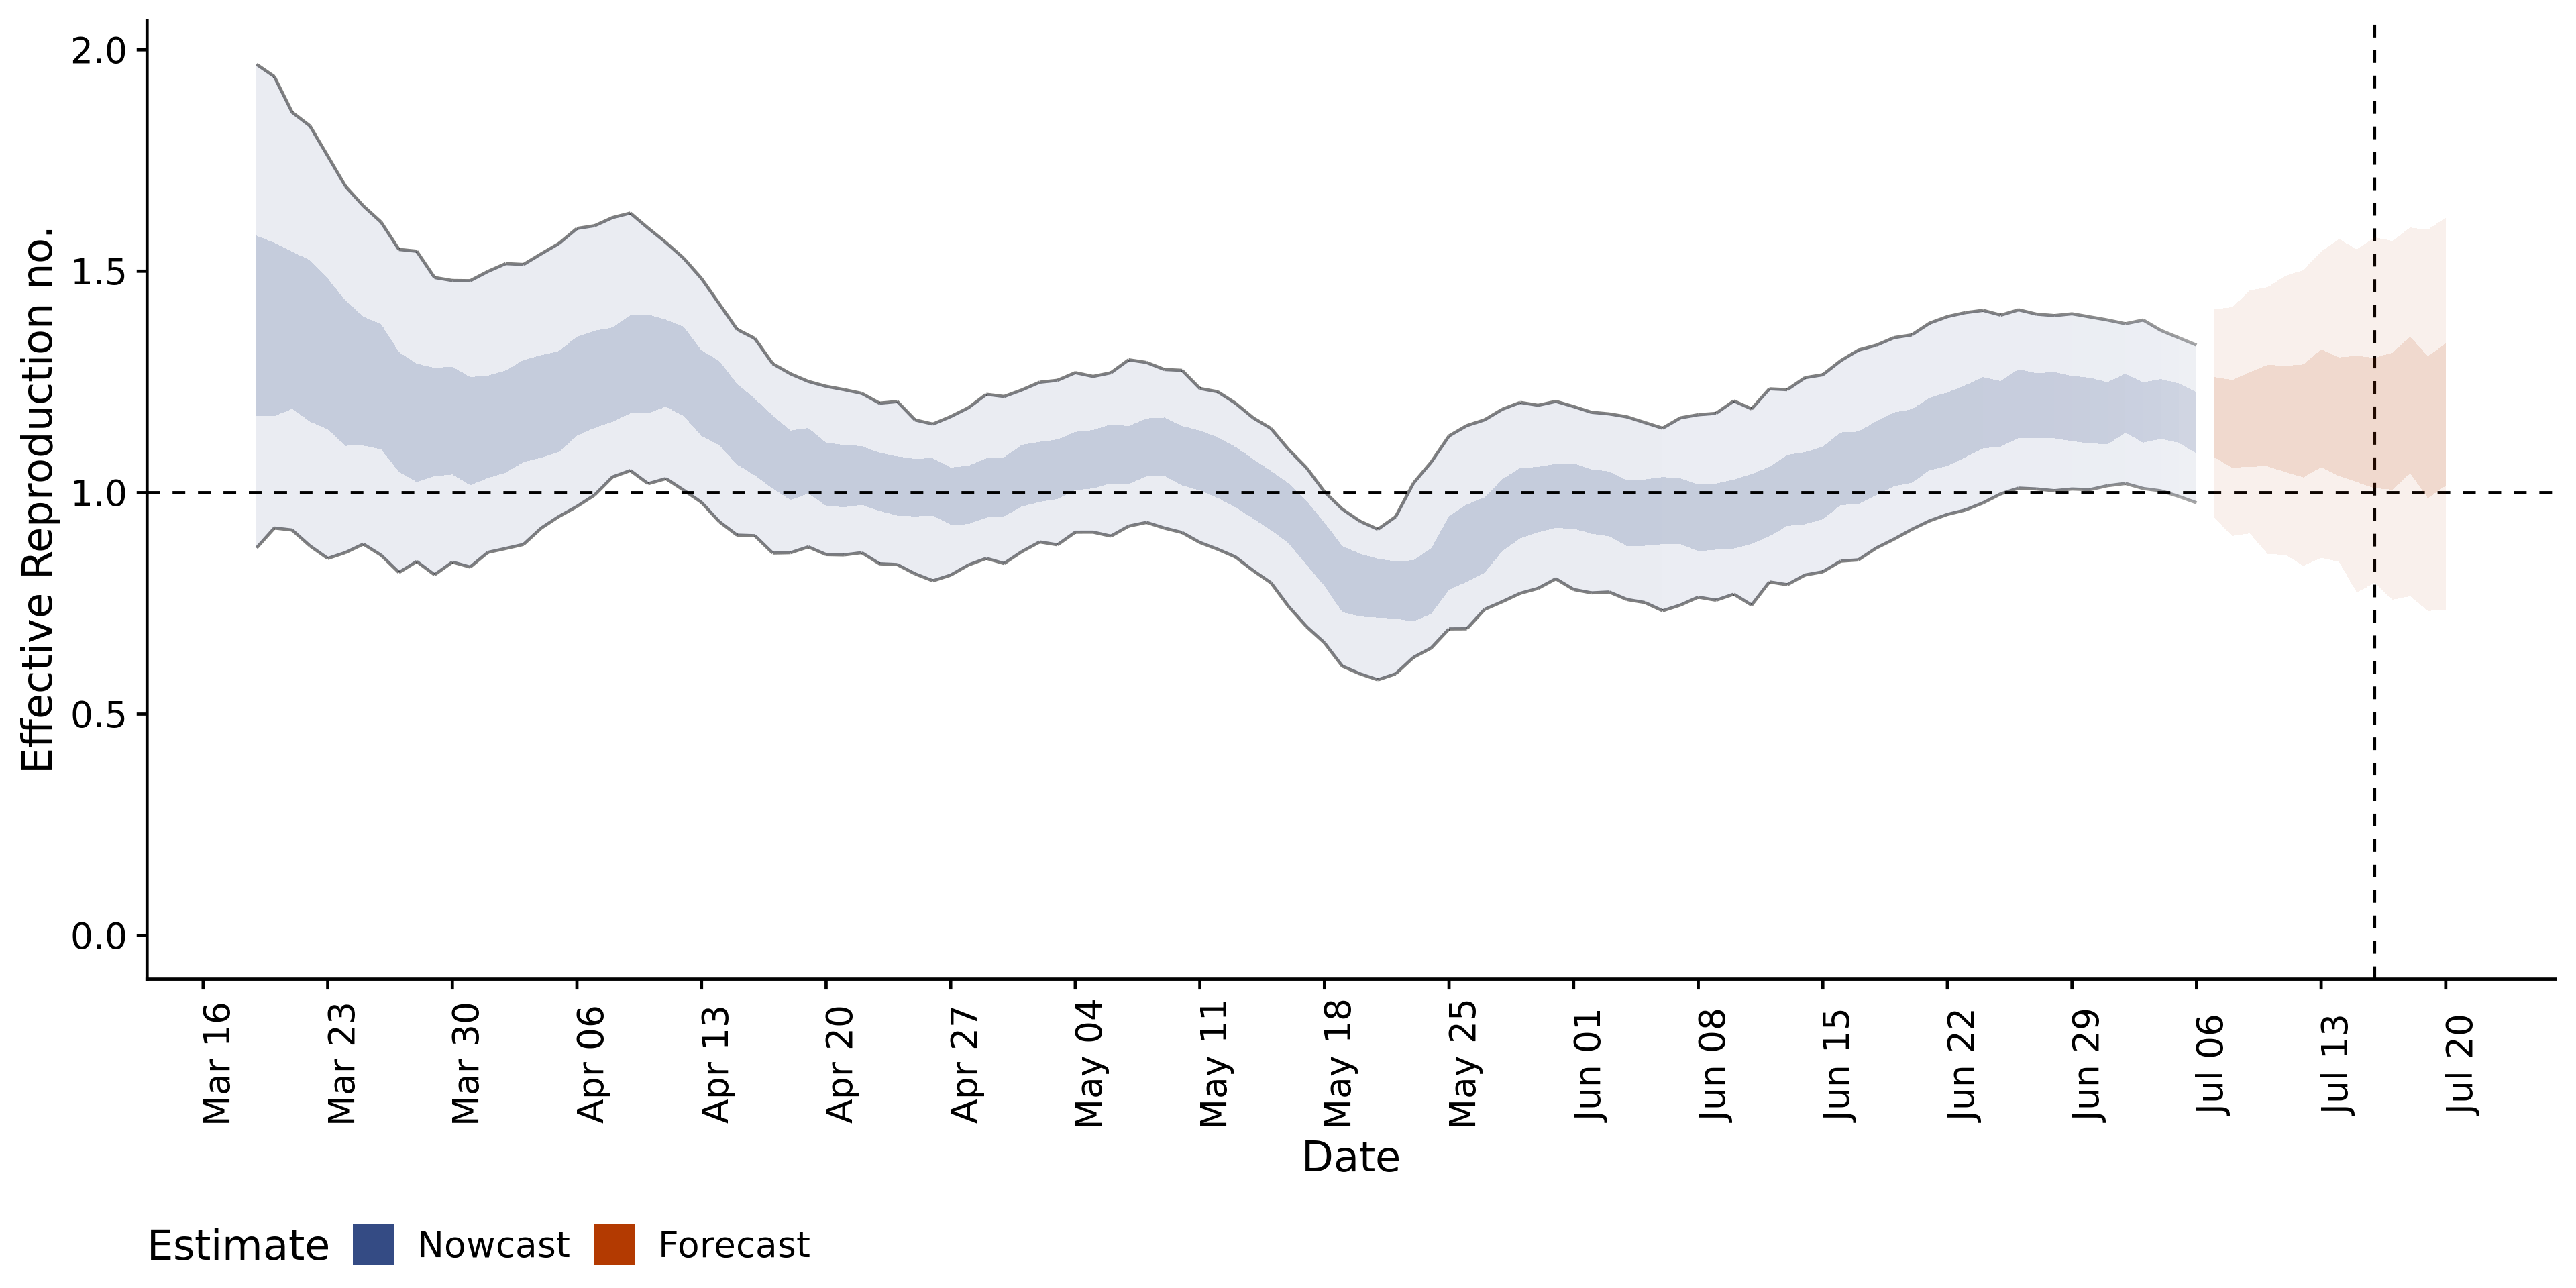 Effective Reproduction no.
2.0
1.5
1.0
0.5
0.0
Mar 16
Mar 23
Mar 30
Apr 06
Apr 13
Apr 20
Apr 27
May 04
May 11
May 18
May 25
Jun 01
Jun 08
Jun 15
Jun 22
Jun 29
Jul 06
Jul 13
Jul 20
Date
Estimate Nowcast Forecast